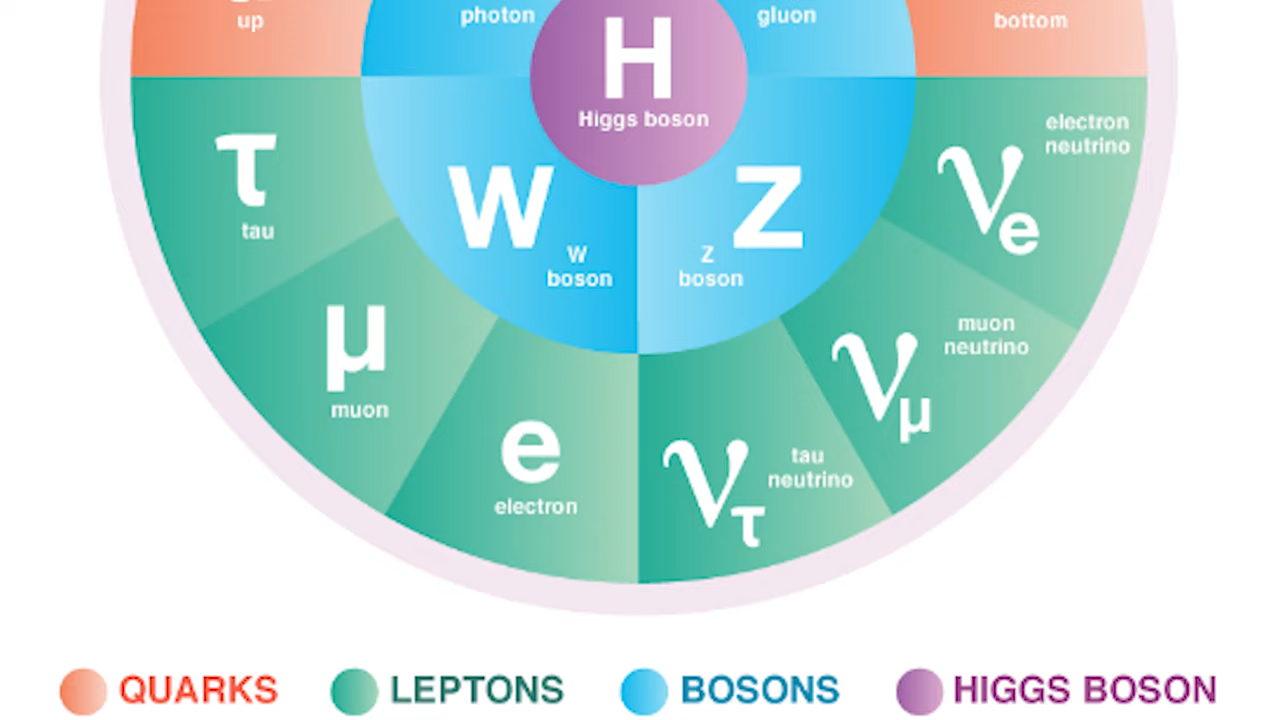 up
photon
gluon
bottom
H
Higgs boson
τ
tau
W
W
boson
Z
Z
boson
νe
electron
neutrino
μ
muon
νμ
muon
neutrino
e
electron
ντ
tau
neutrino
QUARKS
LEPTONS
BOSONS
HIGGS BOSON